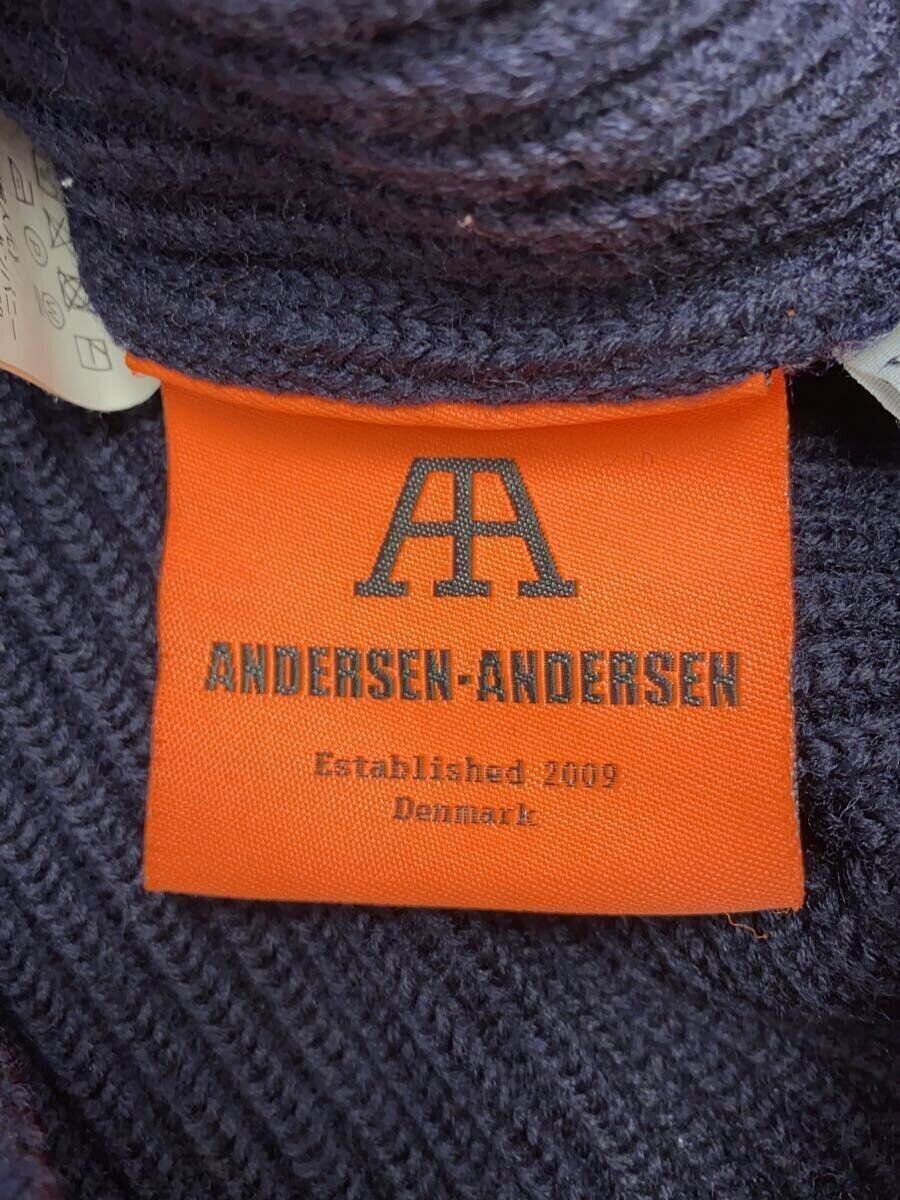 AA
ANDERSEN-ANDERSEN
Established 2009
Denmark